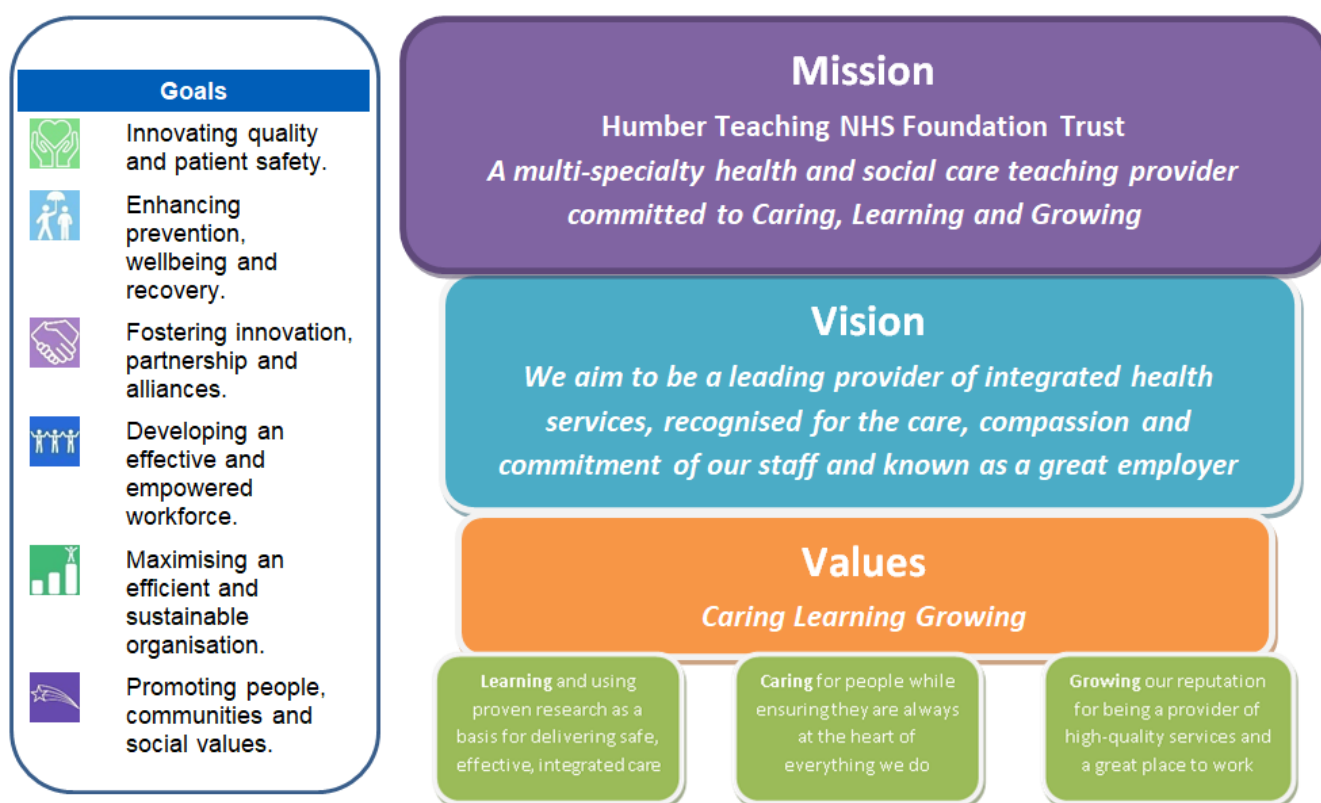 Goals
Innovating quality
and patient safety.
Enhancing
prevention,
wellbeing and
recovery.
Fostering innovation,
partnership and
alliances.
Developing an
effective and
empowered
workforce.
Maximising an
efficient and
sustainable
organisation.
Promoting people,
communities and
social values.
Mission
Humber Teaching NHS Foundation Trust
A multi-specialty health and social care teaching provider
committed to Caring, Learning and Growing
Vision
We aim to be a leading provider of integrated health
services, recognised for the care, compassion and
commitment of our staff and known as a great employer
Values
Caring Learning Growing
Learning and using
proven research as a
basis for delivering safe,
effective, integrated care
Caring for people while
ensuring they are always
at the heart of
everything we do
Growing our reputation
for being a provider of
high-quality services and
a great place to work